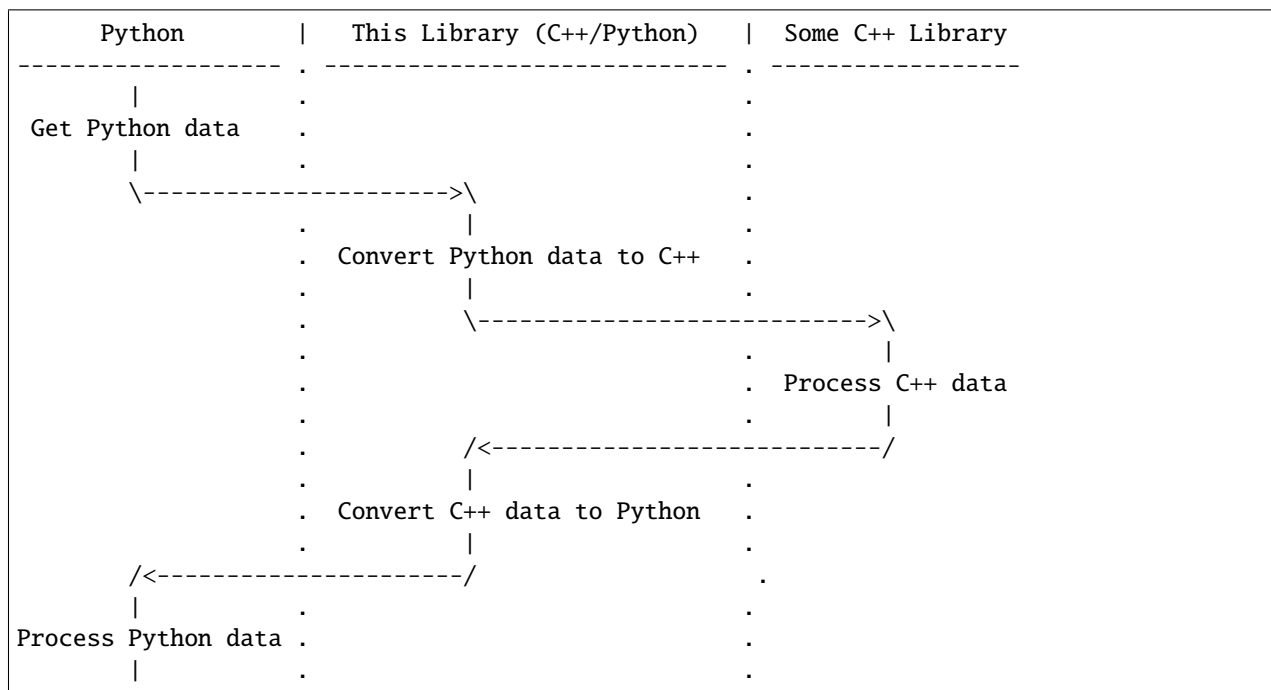 Python        |   This Library (C++/Python)   |  Some C++ Library
------------------- . ----------------------------- . ------------------
        |           .                               .
 Get Python data    .                               .
        |           .                               .
        \---------------------->\                   .
                    .           |                   .
                    .  Convert Python data to C++   .
                    .           |                   .
                    .           \---------------------------->\
                    .                               .         |
                    .                               .  Process C++ data
                    .                               .         |
                    .           /<----------------------------/
                    .           |                   .
                    .  Convert C++ data to Python   .
                    .           |                   .
        /<----------------------/                    .
        |           .                               .
Process Python data .                               .
        |           .                               .